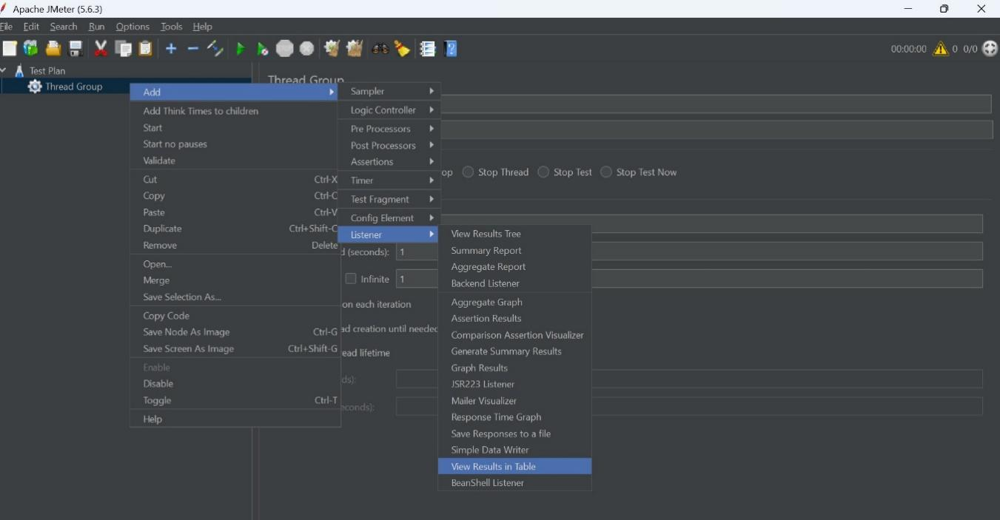 Apache JMeter (5.6.3)
File Edit Search Run Options Tools Help
00:00:00 0 0/0
Test Plan
Thread Group
Thread Group
Add
Add Think Times to children
Start
Start no pauses
Validate
Cut Ctrl-X
Copy Ctrl-C
Paste Ctrl-V
Duplicate Ctrl+Shift-C
Remove Delete
Open...
Merge
Save Selection As...
Copy Code
Save Node As Image Ctrl-G
Save Screen As Image Ctrl+Shift-G
Enable
Disable
Toggle Ctrl-T
Help
Sampler
Logic Controller
Pre Processors
Post Processors
Assertions
Timer
Test Fragment
Config Element
Listener
op Stop Thread Stop Test Stop Test Now
d (seconds): 1
Infinite 1
on each iteration
ad creation until needed
ead lifetime
ds):
econds):
View Results Tree
Summary Report
Aggregate Report
Backend Listener
Aggregate Graph
Assertion Results
Comparison Assertion Visualizer
Generate Summary Results
Graph Results
JSR223 Listener
Mailer Visualizer
Response Time Graph
Save Responses to a file
Simple Data Writer
View Results in Table
BeanShell Listener